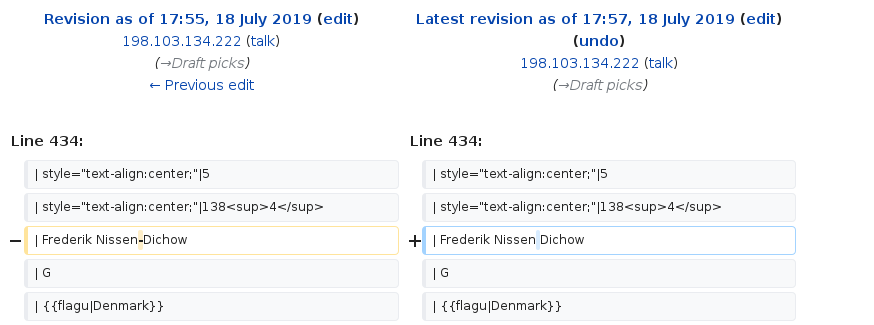 Revision as of 17:55, 18 July 2019 (edit)
198.103.134.222 (talk)
(→Draft picks)
← Previous edit
Latest revision as of 17:57, 18 July 2019 (edit)
(undo)
198.103.134.222 (talk)
(→Draft picks)
Line 434:
Line 434:
| style="text-align:center;"|5
| style="text-align:center;"|5
| style="text-align:center;"|138<sup>4</sup>
| style="text-align:center;"|138<sup>4</sup>
− | Frederik Nissen-Dichow
+ | Frederik Nissen Dichow
| G
| G
| {{flagu|Denmark}}
| {{flagu|Denmark}}